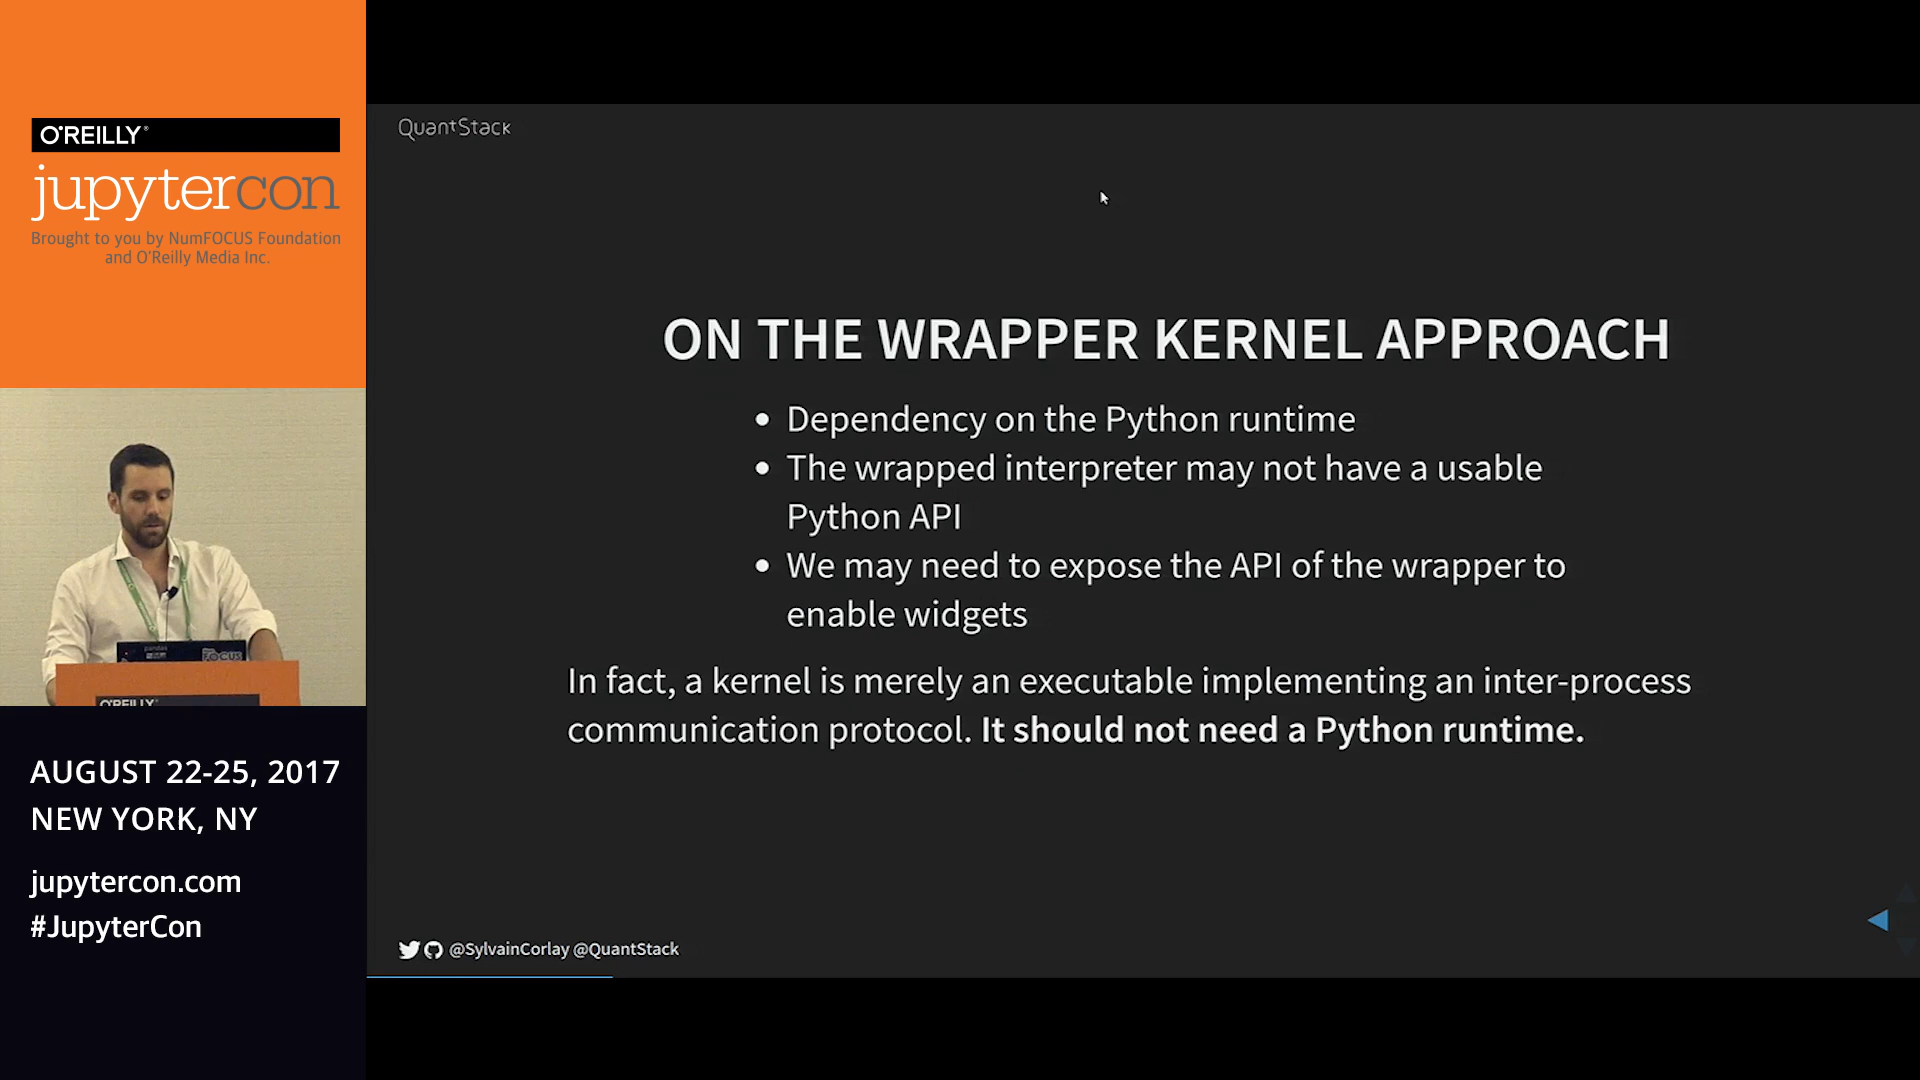 O'REILLY®
jupytercon
Brought to you by NumFOCUS Foundation
and O'Reilly Media Inc.
pandas
FOCUS
O'REILLY
AUGUST 22-25, 2017
NEW YORK, NY
jupytercon.com
#JupyterCon
QuantStack
ON THE WRAPPER KERNEL APPROACH
• Dependency on the Python runtime
• The wrapped interpreter may not have a usable
Python API
• We may need to expose the API of the wrapper to
enable widgets
In fact, a kernel is merely an executable implementing an inter-process
communication protocol. It should not need a Python runtime.
@SylvainCorlay @QuantStack